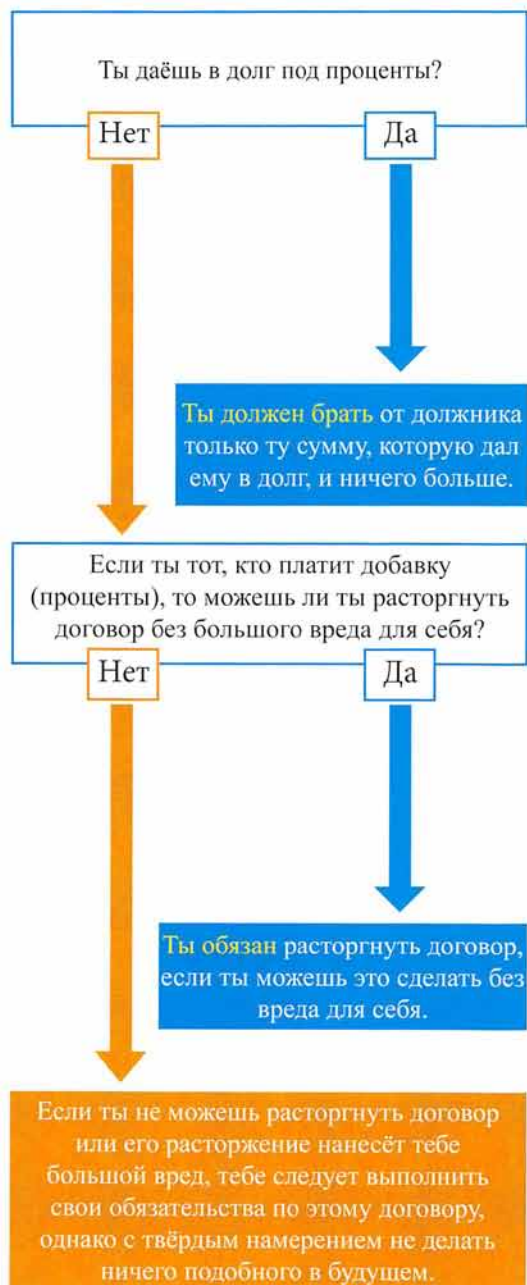 Ты даёшь в долг под проценты?
Нет
Да
Ты должен брать от должника
только ту сумму, которую дал
ему в долг, и ничего больше.
Если ты тот, кто платит добавку
(проценты), то можешь ли ты расторгнуть
договор без большого вреда для себя?
Нет
Да
Ты обязан расторгнуть договор,
если ты можешь это сделать без
вреда для себя.
Если ты не можешь расторгнуть договор
или его расторжение нанесёт тебе
большой вред, тебе следует выполнить
свои обязательства по этому договору,
однако с твёрдым намерением не делать
ничего подобного в будущем.